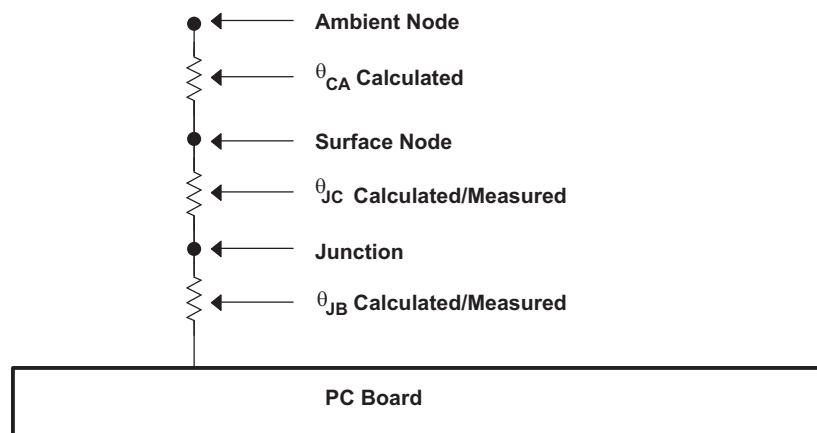 Ambient Node
θCA Calculated
Surface Node
θJC Calculated/Measured
Junction
θJB Calculated/Measured
PC Board